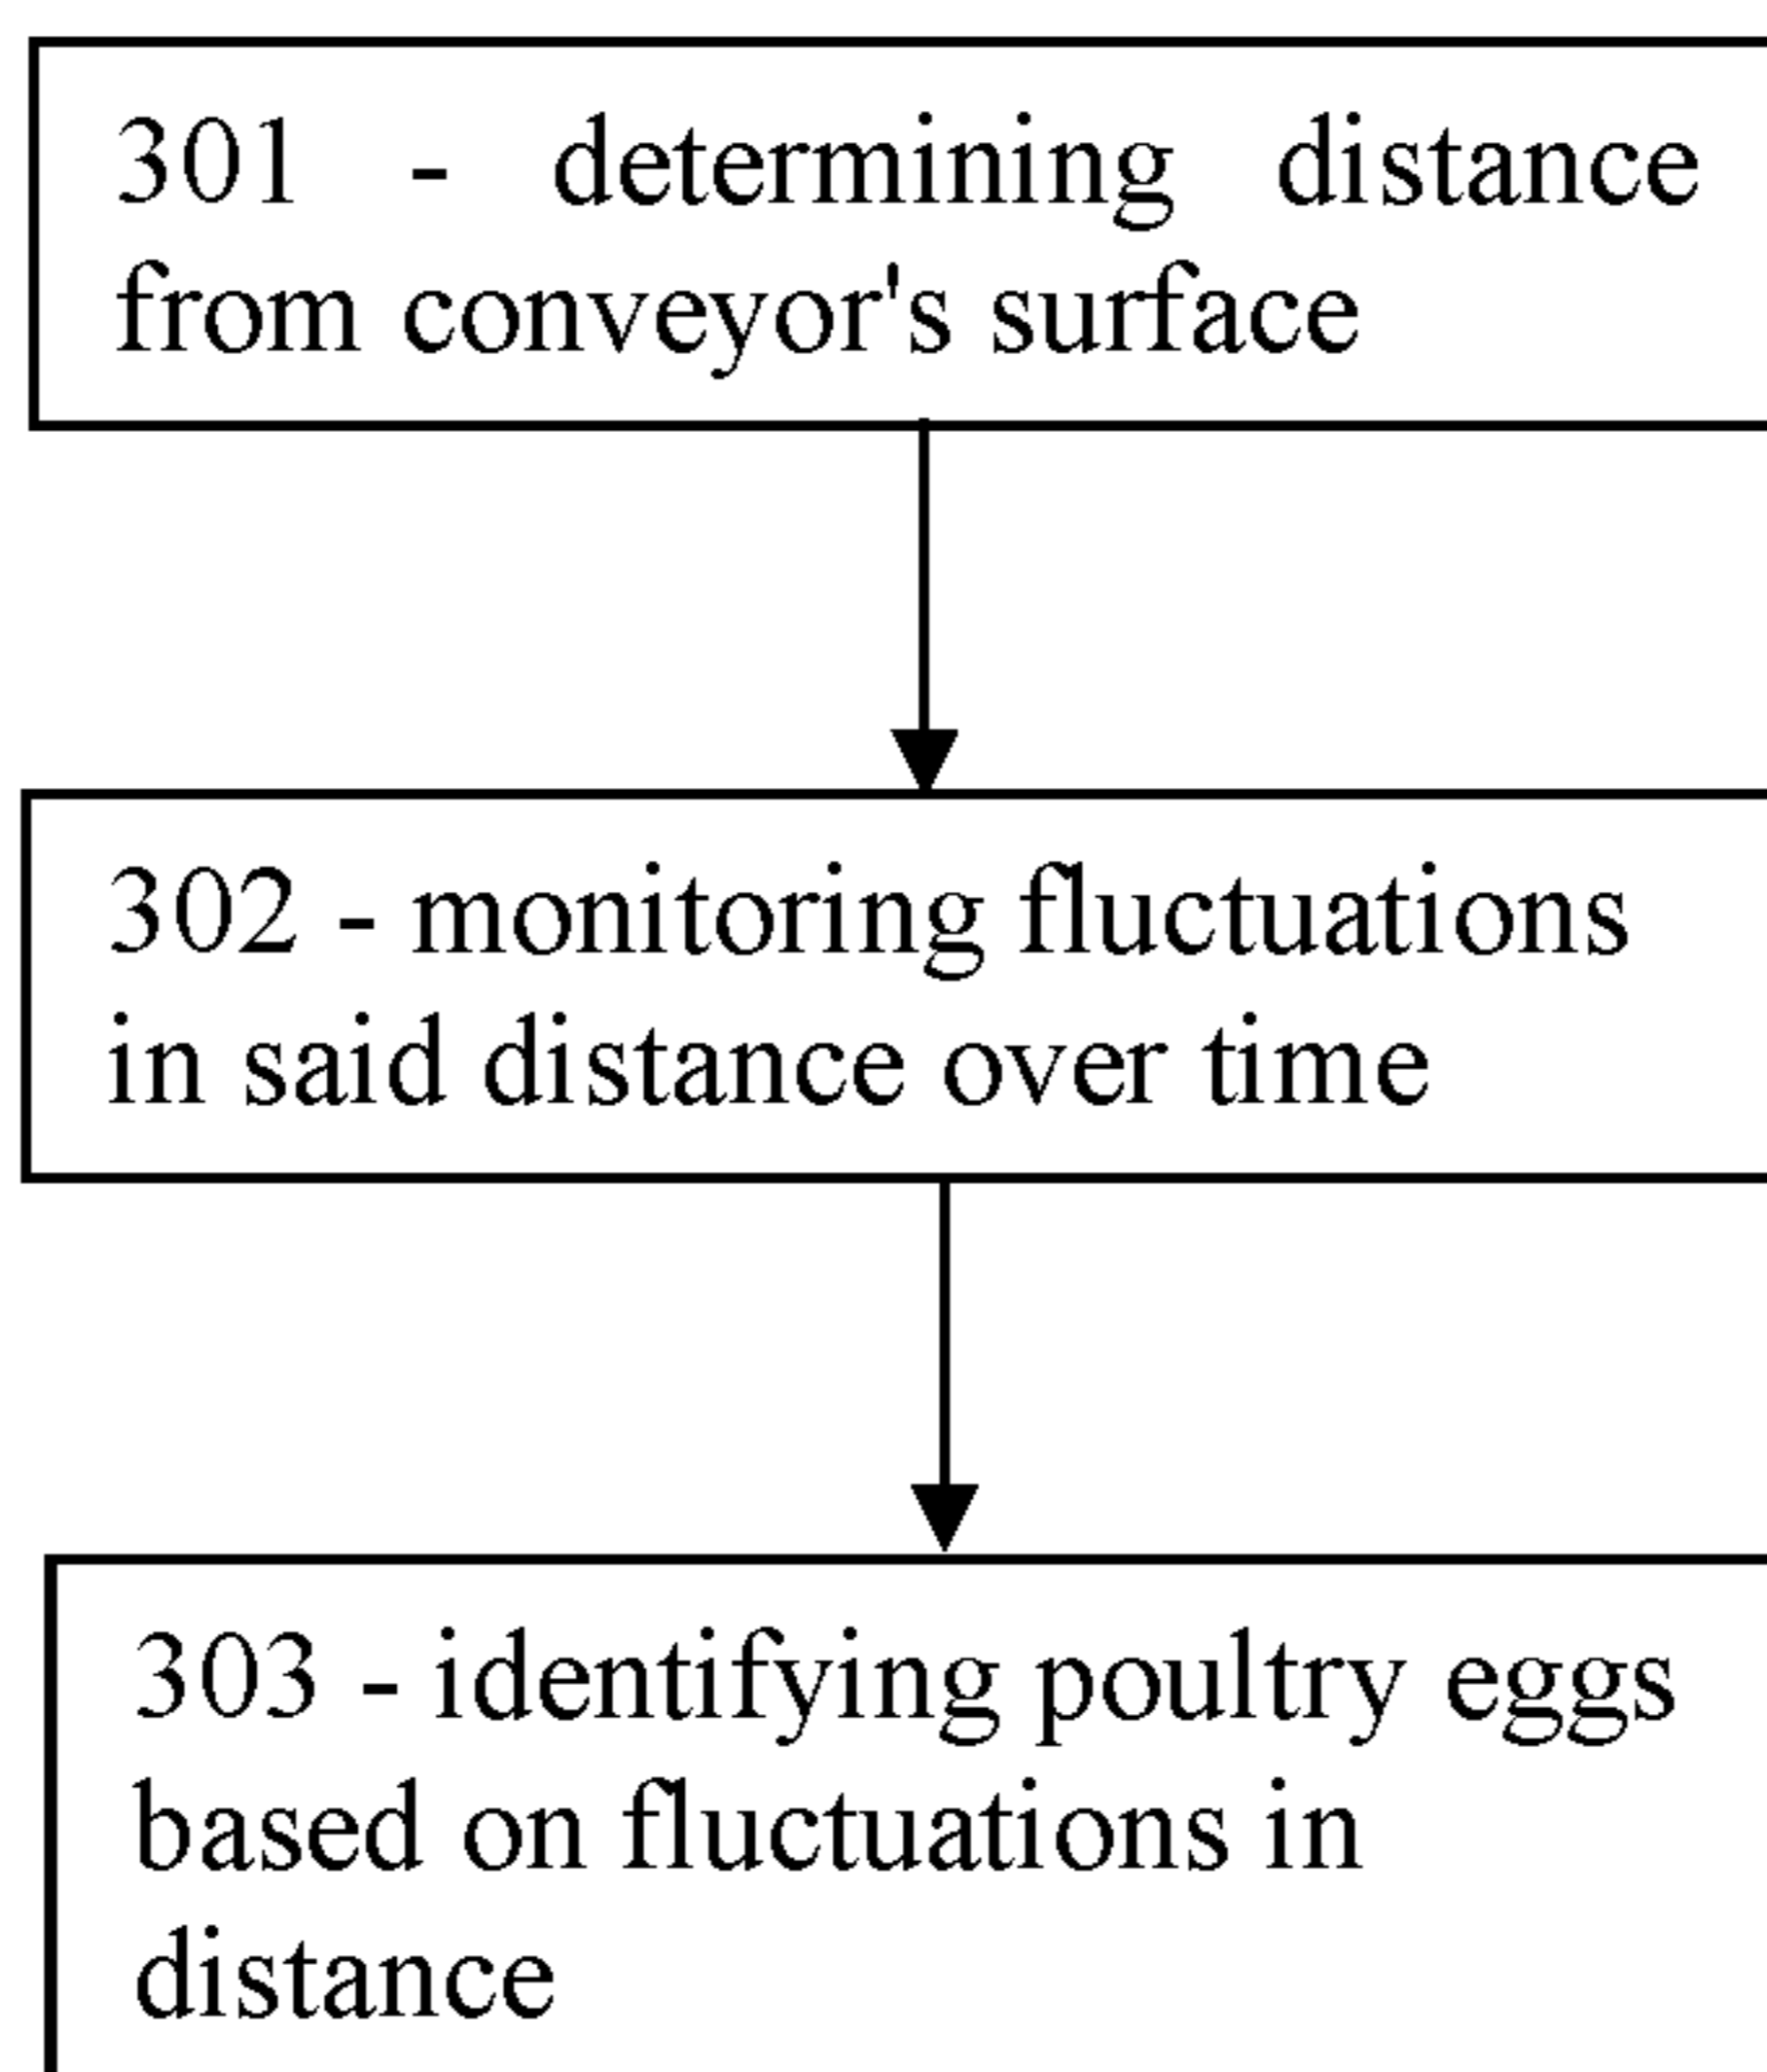 301 - determining distance
from conveyor's surface
302 - monitoring fluctuations
in said distance over time
303 - identifying poultry eggs
based on fluctuations in
distance